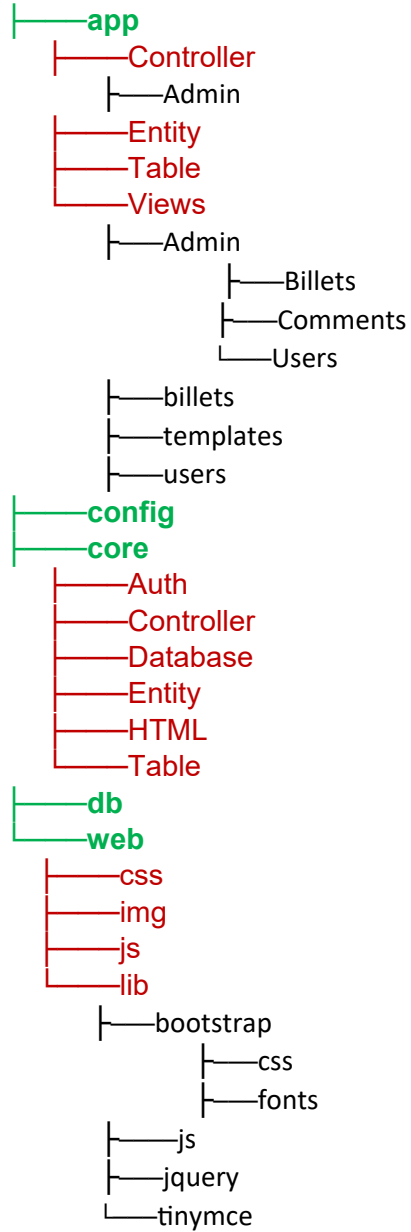 app
Controller
Admin
Entity
Table
Views
Admin
Billets
Comments
Users
billets
templates
users
config
core
Auth
Controller
Database
Entity
HTML
Table
db
web
css
img
js
lib
bootstrap
css
fonts
js
jquery
tinymce